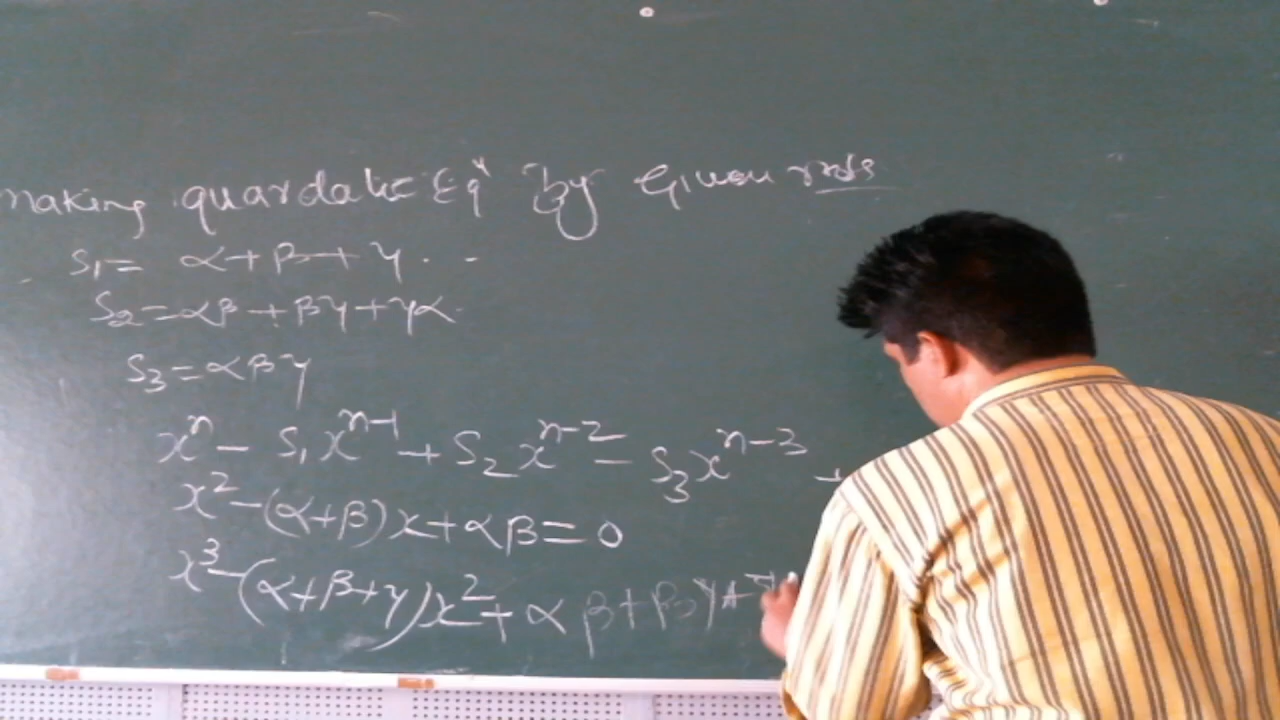 making quardatic Eqⁿ By Given roots
S₁= α+β+γ . -
S₂=αβ+βγ+γα.
S₃=αβγ
xⁿ - S₁xⁿ⁻¹ + S₂xⁿ⁻² - S₃xⁿ⁻³ +
x² -(α+β)x+αβ=0
x³-(α+β+γ)x²+αβ+βγ+